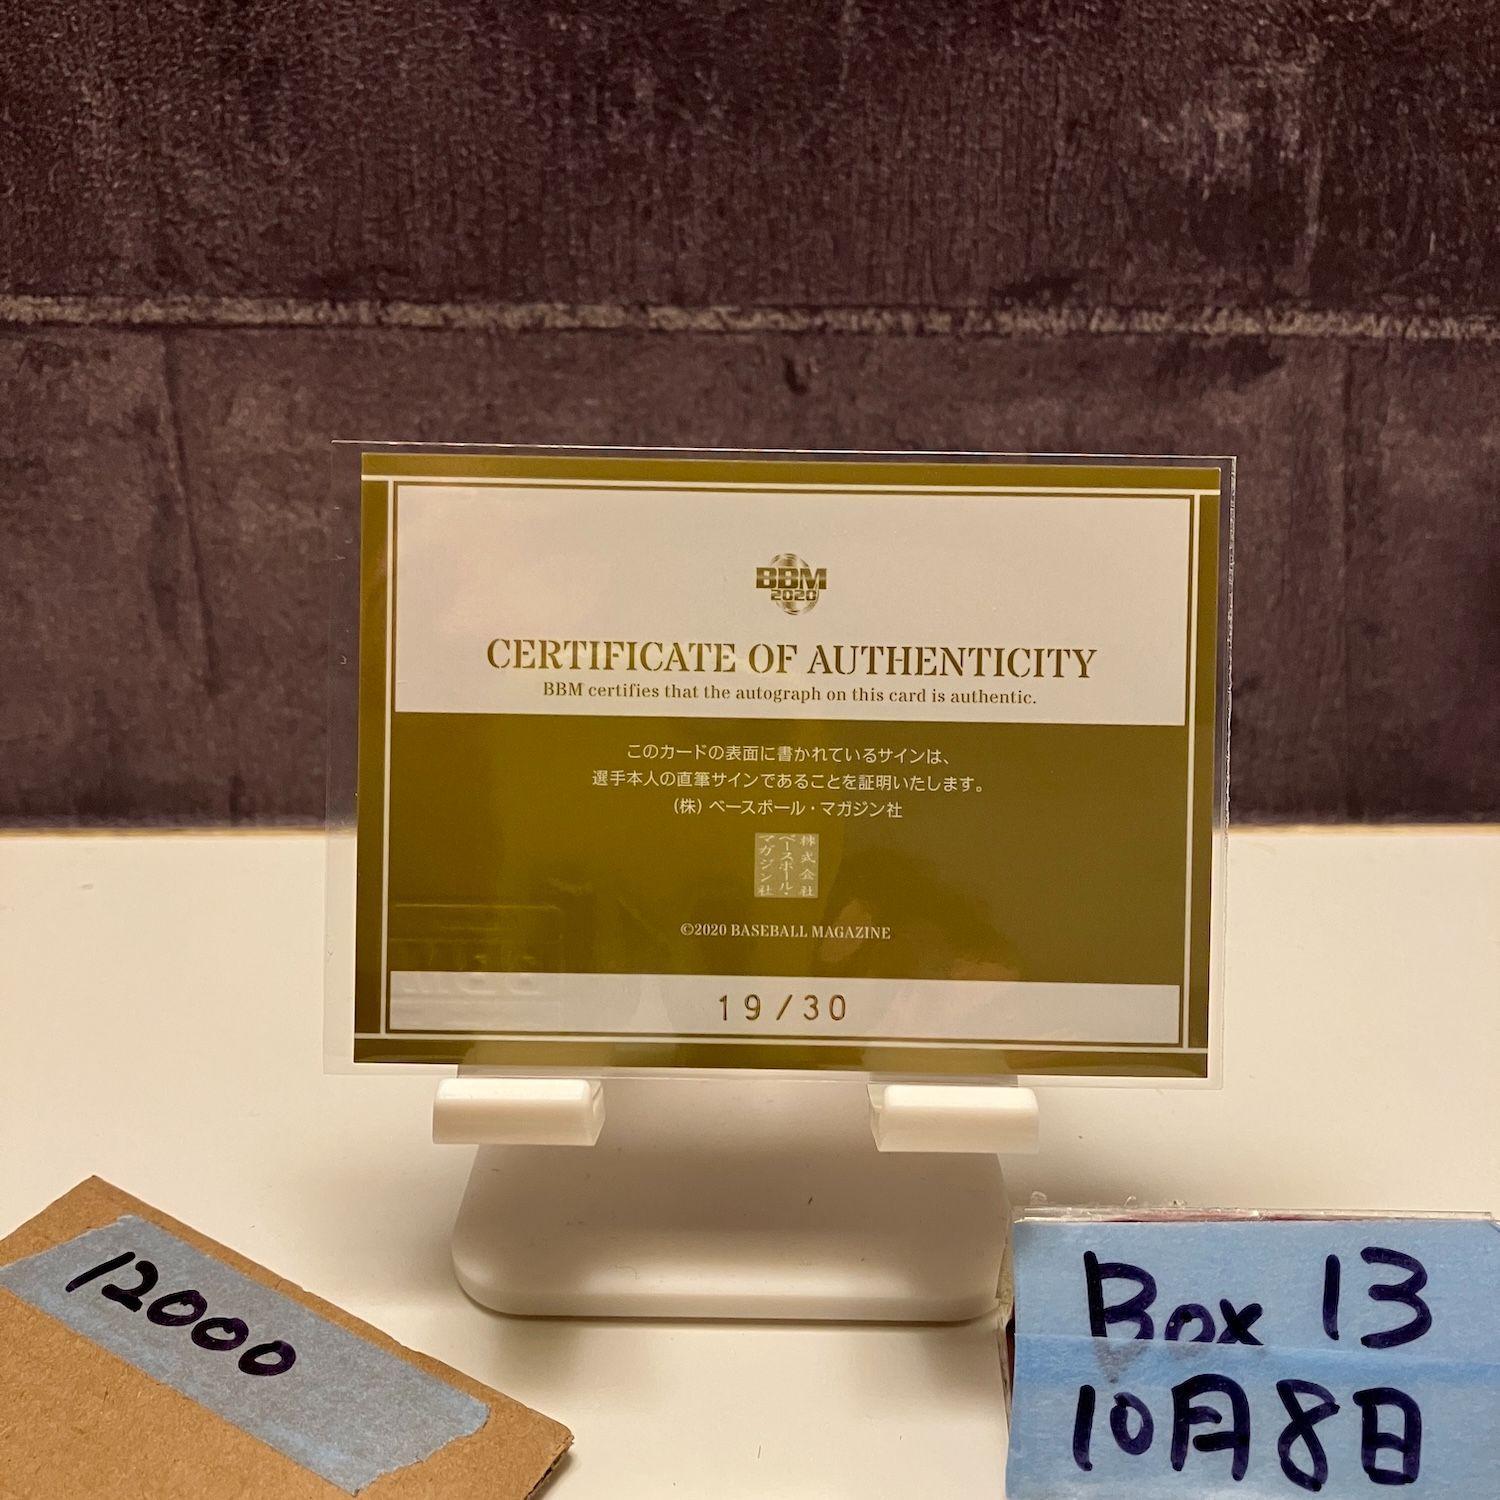 BBM
2020
CERTIFICATE OF AUTHENTICITY
BBM certifies that the autograph on this card is authentic.
このカードの表面に書かれているサインは、
選手本人の直筆サインであることを証明いたします。
(株) ベースボール・マガジン社
株式会社
ベースボール・
マガジン社
©2020 BASEBALL MAGAZINE
BBM
19/30
12000
Box 13
10月8日